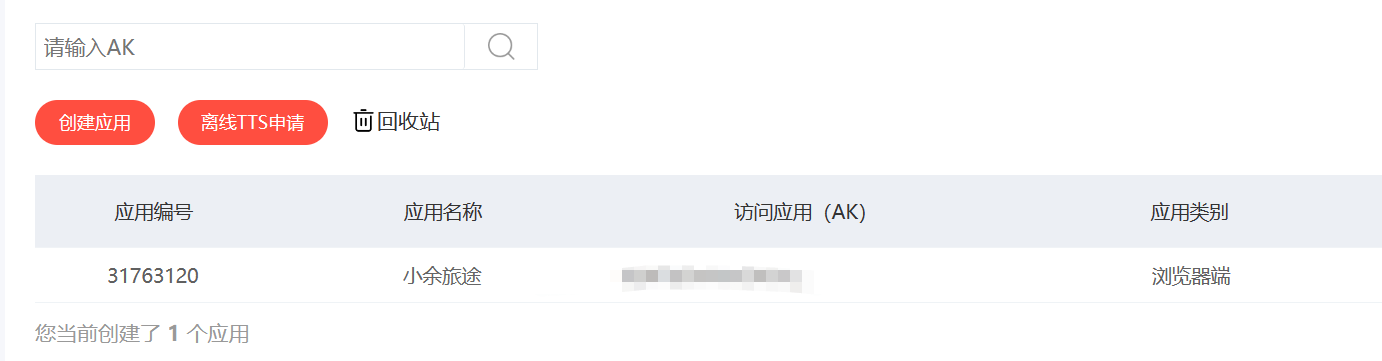 请输入AK
创建应用 离线TTS申请 回收站
应用编号 应用名称 访问应用（AK） 应用类别
31763120 小余旅途 浏览器端
您当前创建了 1 个应用